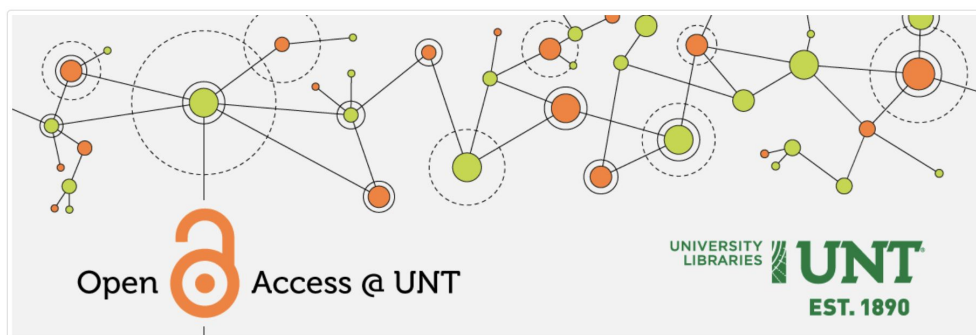 Open Access @ UNT
UNIVERSITY
LIBRARIES
UNT
EST. 1890